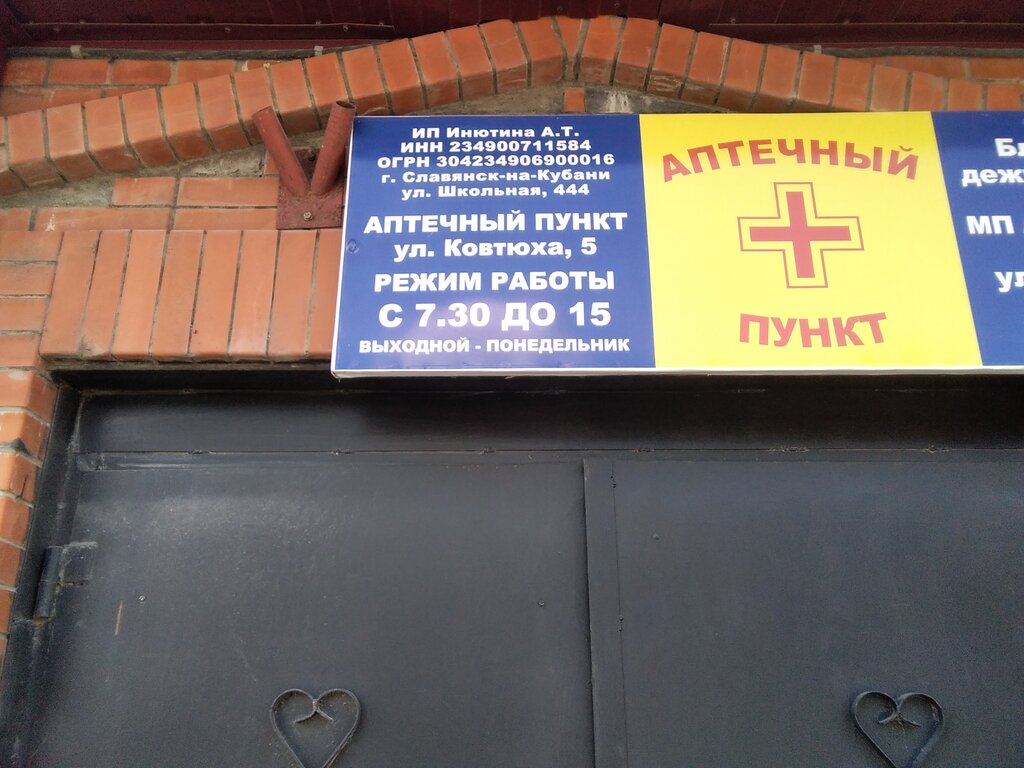 ИП Инютина А.Т.
ИНН 234900711584
ОГРН 304234906900016
г. Славянск-на-Кубани
ул. Школьная, 444
АПТЕЧНЫЙ ПУНКТ
ул. Ковтюха, 5
РЕЖИМ РАБОТЫ
С 7.30 ДО 15
ВЫХОДНОЙ - ПОНЕДЕЛЬНИК
АПТЕЧНЫЙ
ПУНКТ
МП